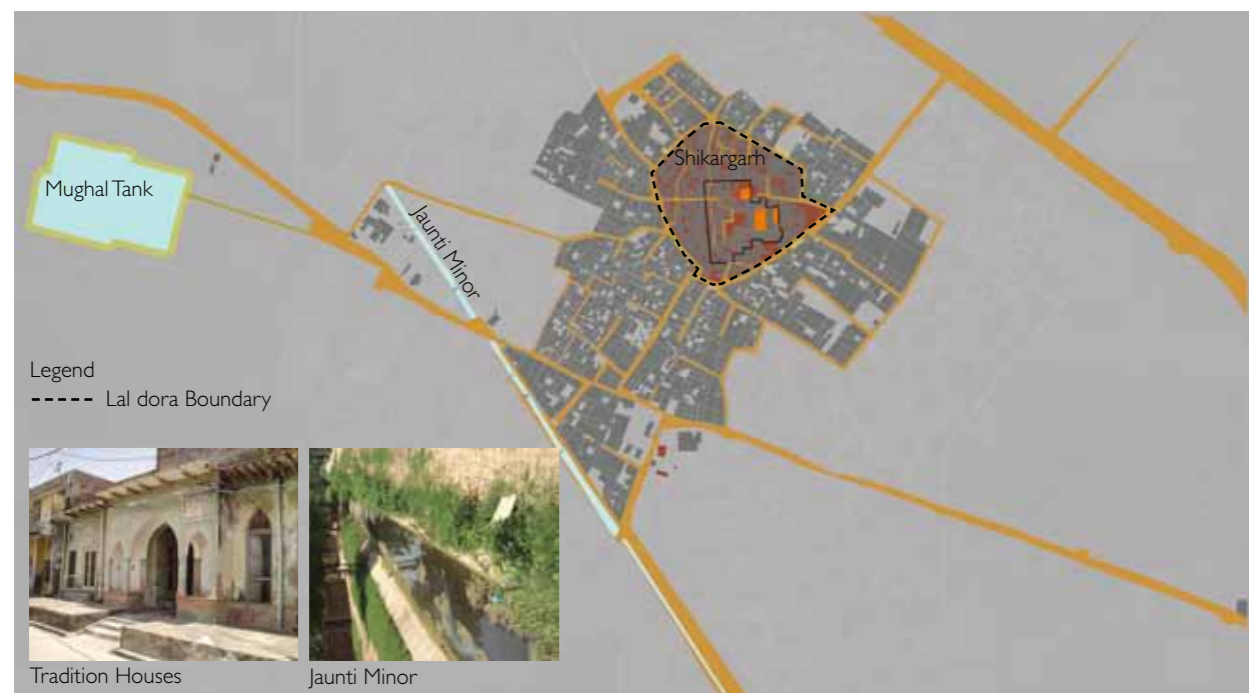 Shikargarh
Mughal Tank
Jaunti Minor
Legend
Lal dora Boundary
Tradition Houses
Jaunti Minor